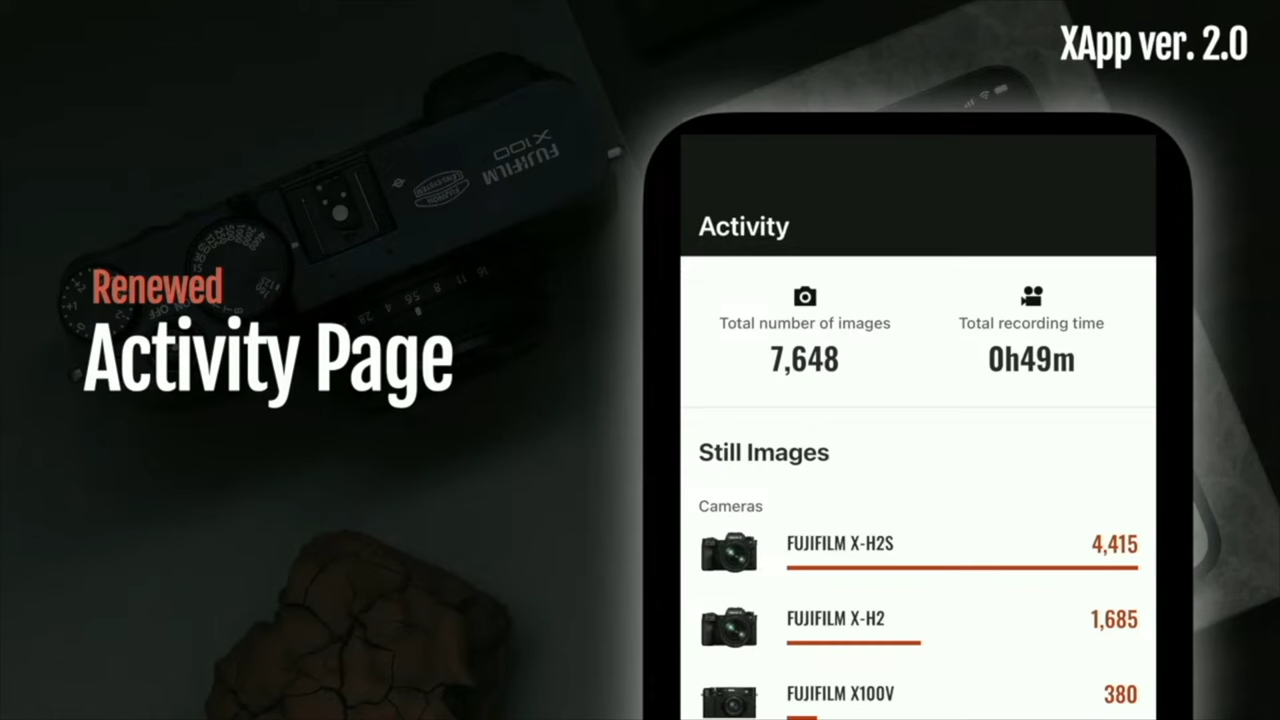 XApp ver. 2.0
FUJIFILM
X100
Renewed
Activity Page
Activity
Total number of images
7,648
Total recording time
0h49m
Still Images
Cameras
FUJIFILM X-H2S
4,415
FUJIFILM X-H2
1,685
FUJIFILM X100V
380